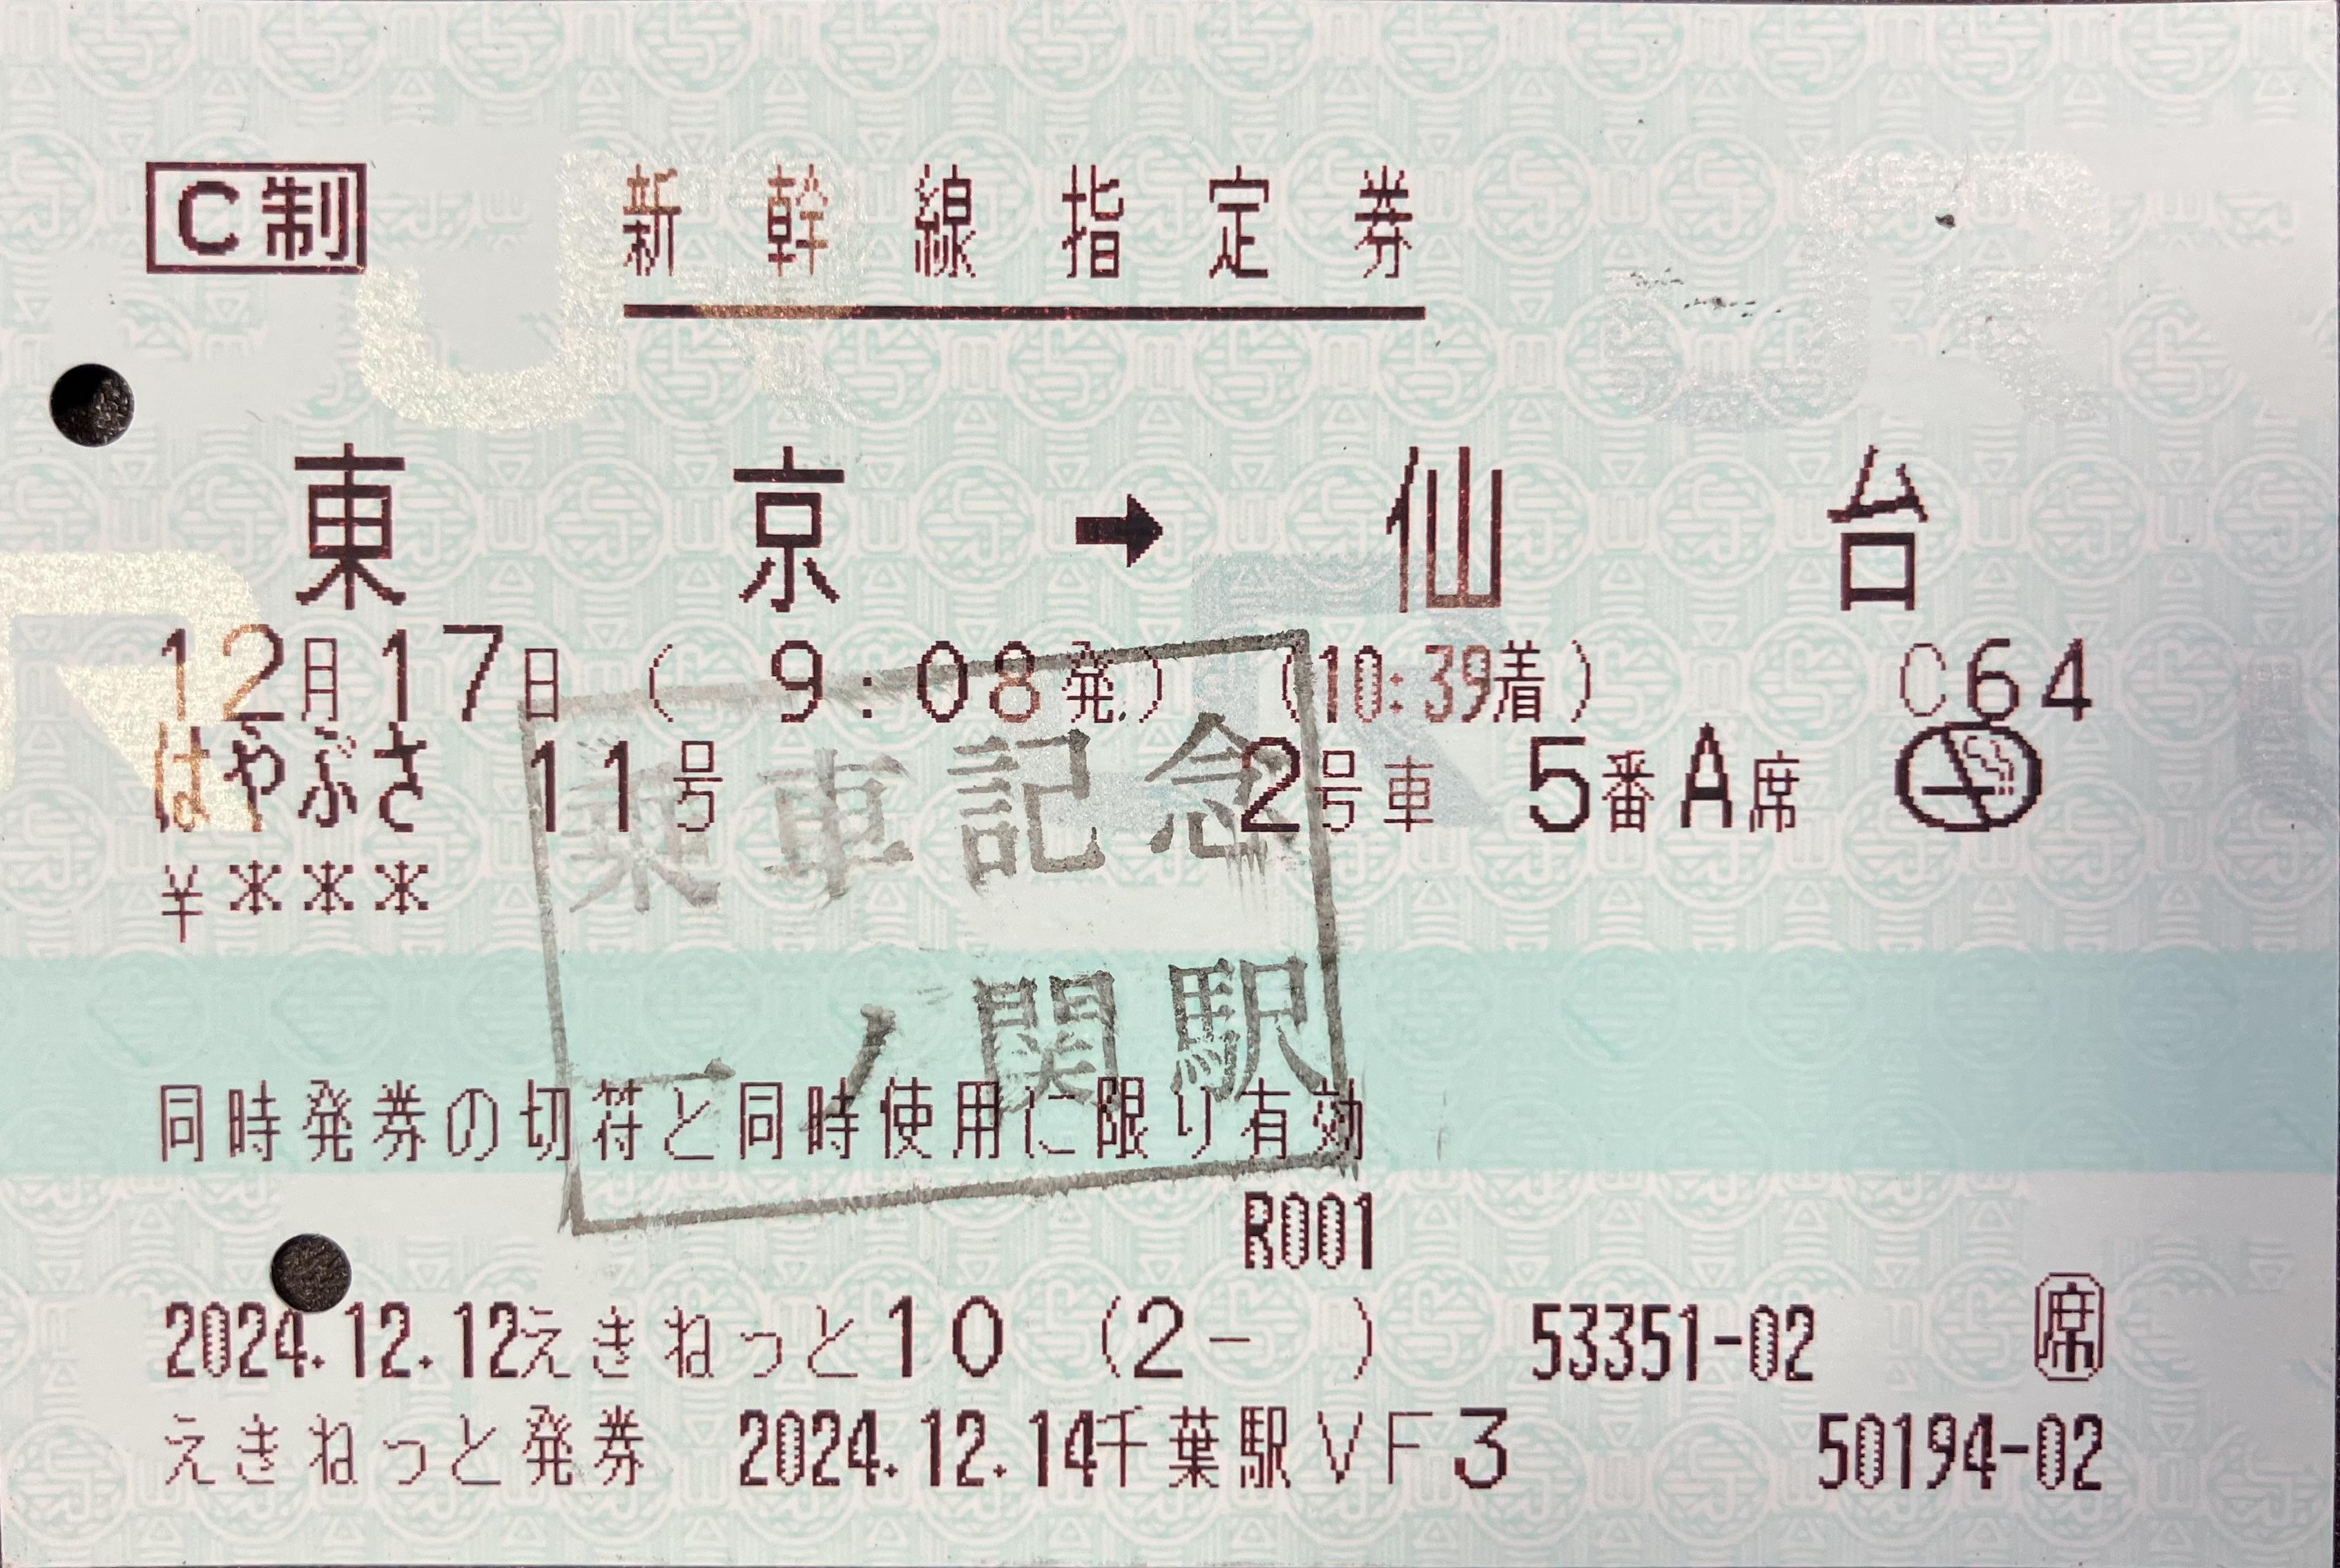 C制 新幹線指定券
東京→仙台
12月17日 ( 9:08発) (10:39着) C64
はやぶさ 11号 2号車 5番A席
¥***
乗車記念
一ノ関駅
同時発券の切符と同時使用に限り有効
R001
2024.12.12えきねっと10 (2- ) 53351-02 席
えきねっと発券 2024.12.14千葉駅VF3 50194-02